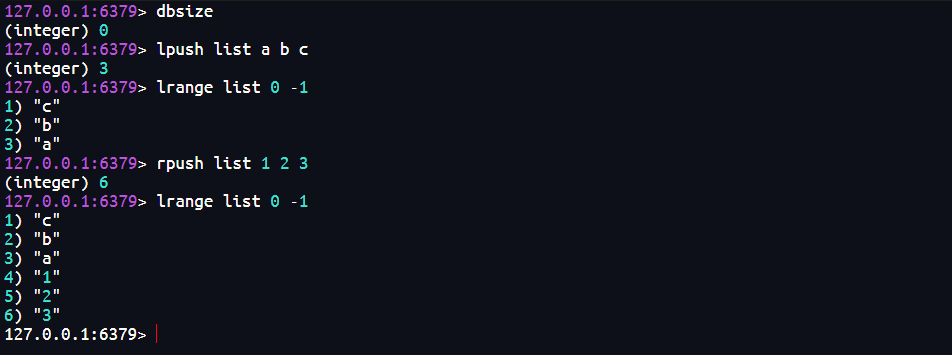 127.0.0.1:6379> dbsize
(integer) 0
127.0.0.1:6379> lpush list a b c
(integer) 3
127.0.0.1:6379> lrange list 0 -1
1) "c"
2) "b"
3) "a"
127.0.0.1:6379> rpush list 1 2 3
(integer) 6
127.0.0.1:6379> lrange list 0 -1
1) "c"
2) "b"
3) "a"
4) "1"
5) "2"
6) "3"
127.0.0.1:6379>